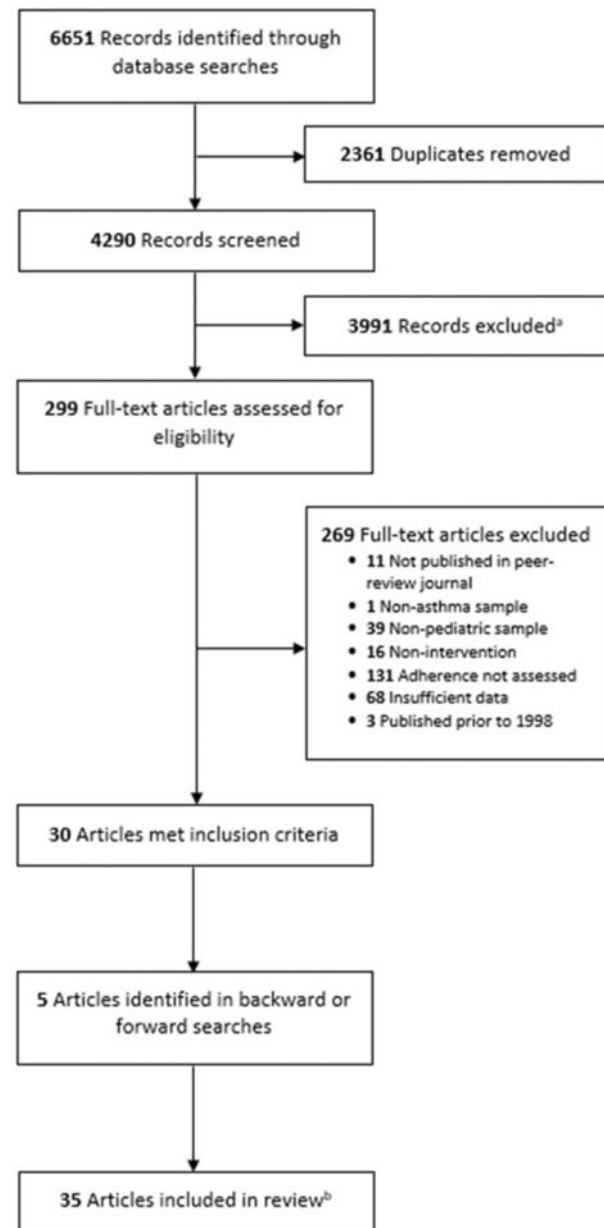 6651 Records identified through
database searches
2361 Duplicates removed
4290 Records screened
3991 Records excludedᵃ
299 Full-text articles assessed for
eligibility
269 Full-text articles excluded
• 11 Not published in peer-
review journal
• 1 Non-asthma sample
• 39 Non-pediatric sample
• 16 Non-intervention
• 131 Adherence not assessed
• 68 Insufficient data
• 3 Published prior to 1998
30 Articles met inclusion criteria
5 Articles identified in backward or
forward searches
35 Articles included in reviewᵇ